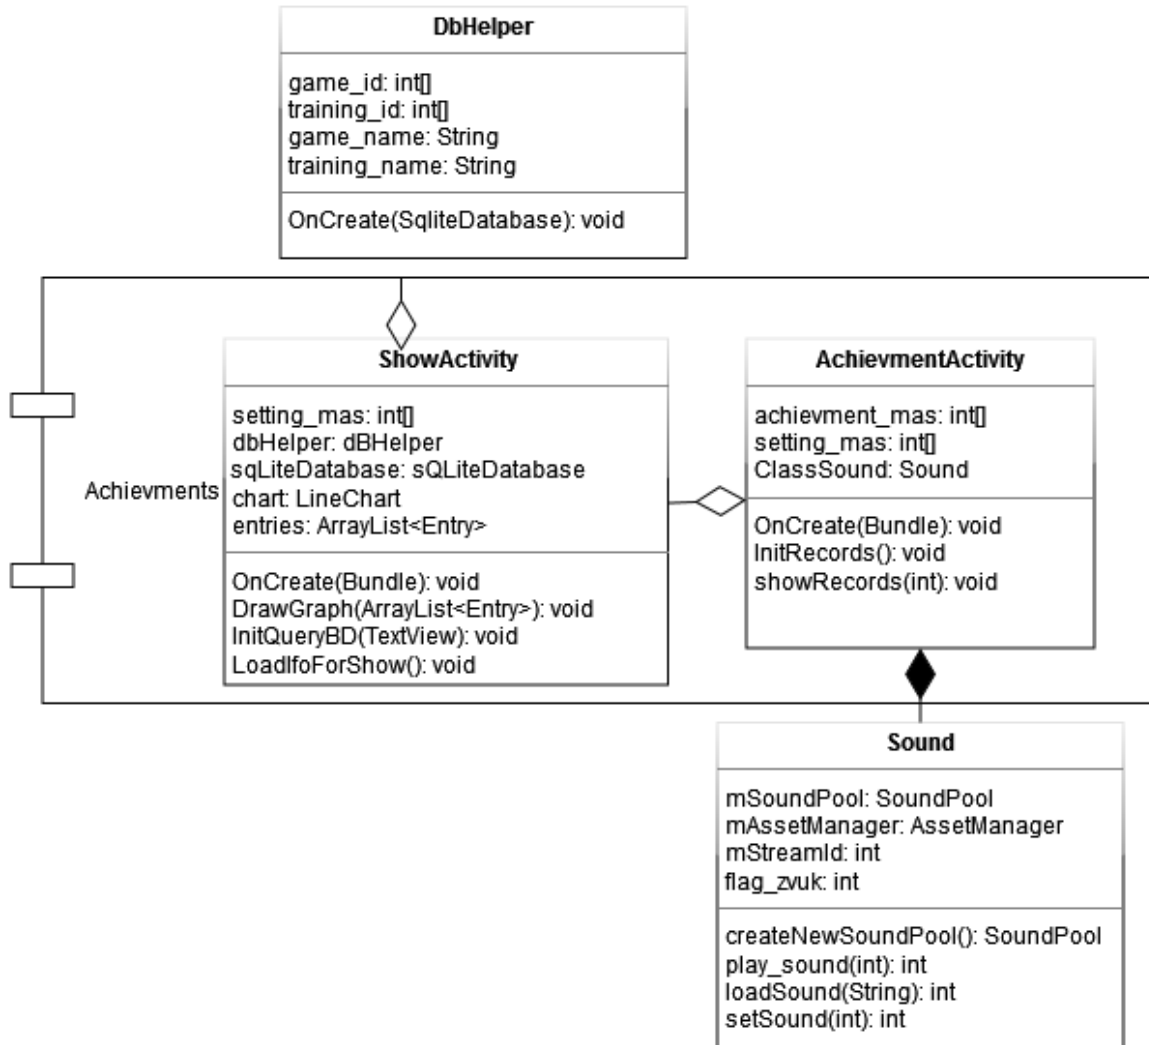 DbHelper
game_id: int[]
training_id: int[]
game_name: String
training_name: String
OnCreate(SqliteDatabase): void
Achievments
ShowActivity
setting_mas: int[]
dbHelper: dBHelper
sqLiteDatabase: sQLiteDatabase
chart: LineChart
entries: ArrayList<Entry>
OnCreate(Bundle): void
DrawGraph(ArrayList<Entry>): void
InitQueryBD(TextView): void
LoadIfoForShow(): void
AchievmentActivity
achievment_mas: int[]
setting_mas: int[]
ClassSound: Sound
OnCreate(Bundle): void
InitRecords(): void
showRecords(int): void
Sound
mSoundPool: SoundPool
mAssetManager: AssetManager
mStreamId: int
flag_zvuk: int
createNewSoundPool(): SoundPool
play_sound(int): int
loadSound(String): int
setSound(int): int